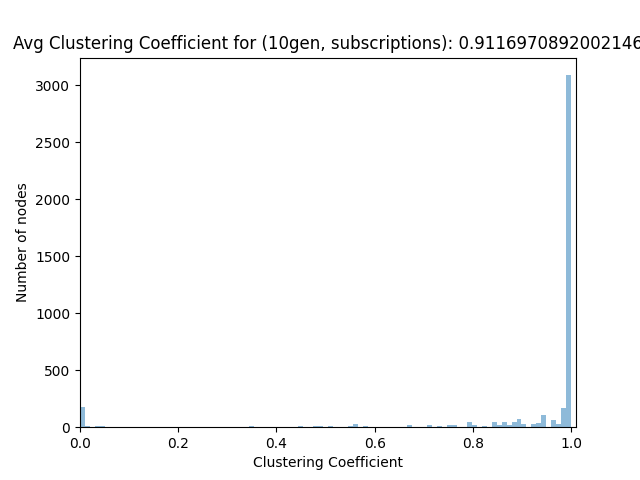 Avg Clustering Coefficient for (10gen, subscriptions): 0.9116970892002146
3000
2500
2000
1500
1000
500
0
Number of nodes
0.0 0.2 0.4 0.6 0.8 1.0
Clustering Coefficient